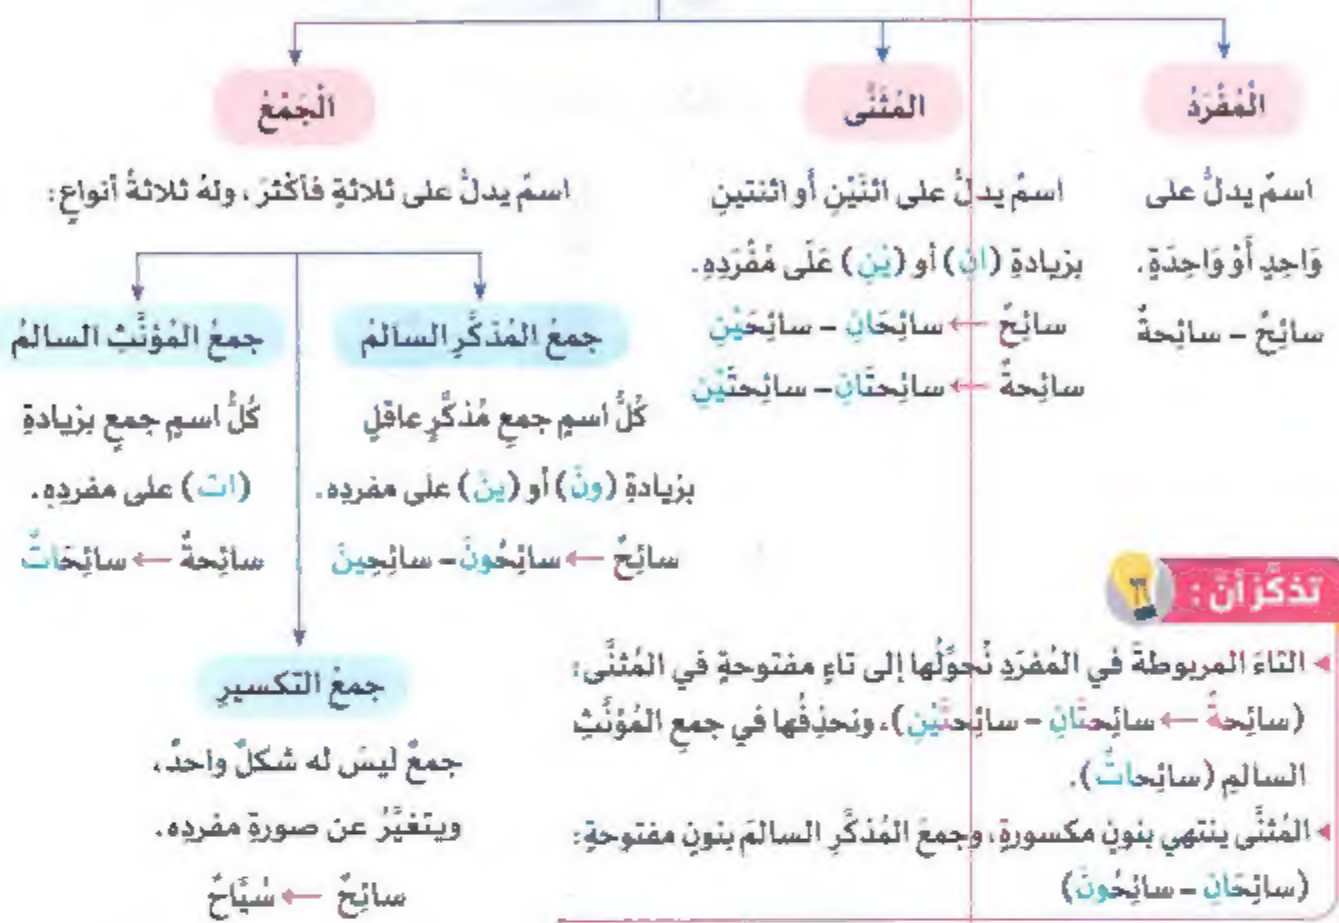 الْمُفْرَدُ
اسمٌ يدلُّ على
وَاحِدٍ أَوْ وَاحِدَةٍ.
سائِحٌ - سائِحةٌ
المُثَنَّى
اسمٌ يدلُّ على اثْنَيْنِ أو اثنتينِ
بزيادةِ (انِ) أو (يْنِ) عَلَى مُفْرَدِهِ.
سائِحٌ ← سائِحَانِ - سائِحَيْنِ
سائِحةٌ ← سائِحتَانِ - سائِحتَيْنِ
الْجَمْعُ
اسمٌ يدلُّ على ثلاثةٍ فأكثرَ، ولهُ ثلاثةُ أنواعٍ:
جمعُ المُذكَّرِ السالمُ
كُلُّ اسمِ جمعٍ مُذكَّرٍ عاقلٍ
بزيادةِ (ونَ) أو (ينَ) على مفردِه.
سائِحٌ ← سائِحُونَ - سائِحِينَ
جمعُ المُؤنَّثِ السالمُ
كُلُّ اسمِ جمعٍ بزيادةِ
(ات) على مفردِهِ.
سائِحةٌ ← سائِحَاتٌ
جمعُ التكسيرِ
جمعٌ ليسَ له شكلٌ واحدٌ،
ويتغيَّرُ عن صورةِ مفردِه.
سائِحٌ ← سُيَّاحٌ
تذكَّرْ أنَّ:
التاءَ المربوطةَ في المُفرَدِ نُحوِّلُها إلى تاءٍ مفتوحةٍ في المُثنَّى:
(سائِحةٌ ← سائِحتَانِ - سائِحتَيْنِ)، ونحذِفُها في جمعِ المُؤنَّثِ
السالمِ (سائِحاتٌ).
المُثنَّى ينتهي بنونٍ مكسورةٍ، وجمعَ المُذكَّرِ السالمَ بنونٍ مفتوحةٍ:
(سائِحَانِ - سائِحُونَ)